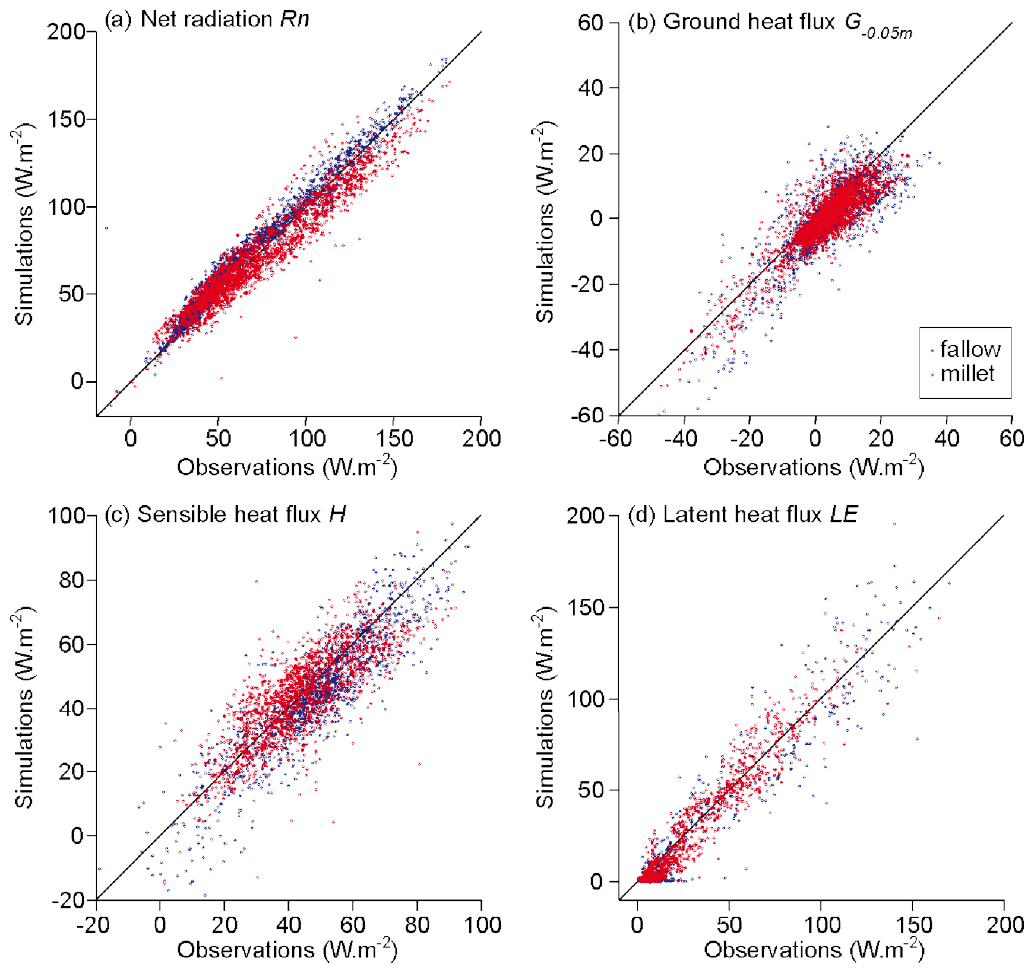 (a) Net radiation Rn
200
150
100
50
0
Simulations (W.m-2)
0 50 100 150 200
Observations (W.m-2)
(b) Ground heat flux G-0.05m
60
40
20
0
-20
-40
-60
Simulations (W.m-2)
fallow
millet
-60 -40 -20 0 20 40 60
Observations (W.m-2)
(c) Sensible heat flux H
100
80
60
40
20
0
-20
Simulations (W.m-2)
-20 0 20 40 60 80 100
Observations (W.m-2)
(d) Latent heat flux LE
200
150
100
50
0
Simulations (W.m-2)
0 50 100 150 200
Observations (W.m-2)